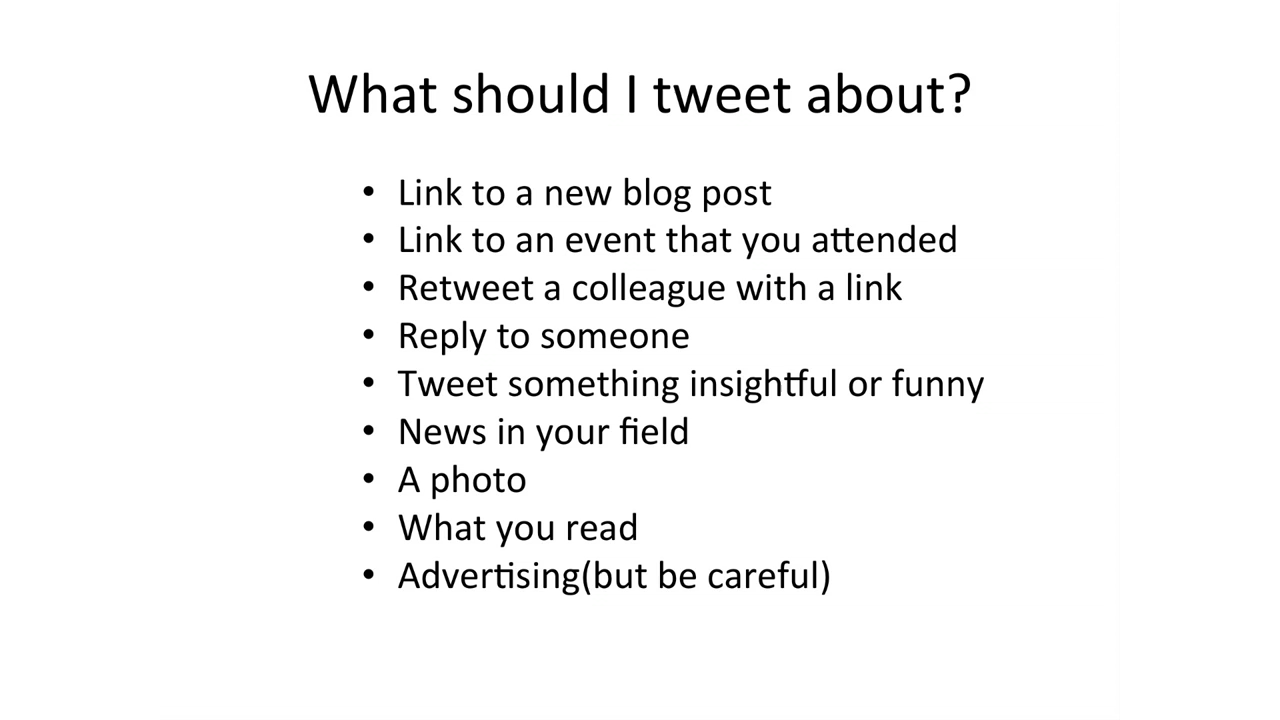 What should I tweet about?
• Link to a new blog post
• Link to an event that you attended
• Retweet a colleague with a link
• Reply to someone
• Tweet something insightful or funny
• News in your field
• A photo
• What you read
• Advertising(but be careful)